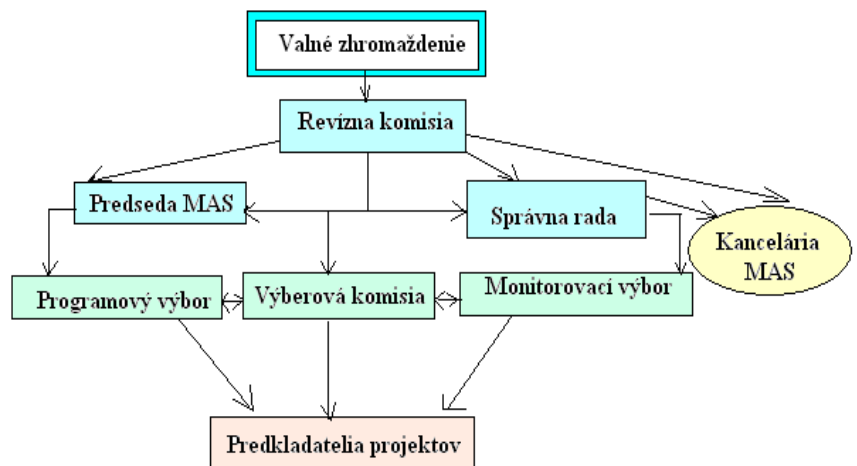 Valné zhromaždenie
Revízna komisia
Predseda MAS
Správna rada
Kancelária
MAS
Programový výbor
Výberová komisia
Monitorovací výbor
Predkladatelia projektov